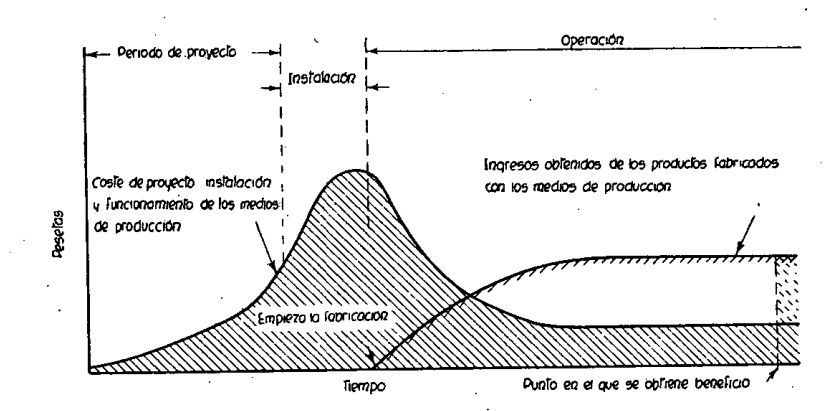 Periodo de proyecto
Operación
Instalación
Coste de proyecto instalación
y funcionamiento de los medios
de producción
Ingresos obtenidos de los productos fabricados
con los medios de producción
Pesetas
Empieza la fabricación
Tiempo
Punto en el que se obtiene beneficio